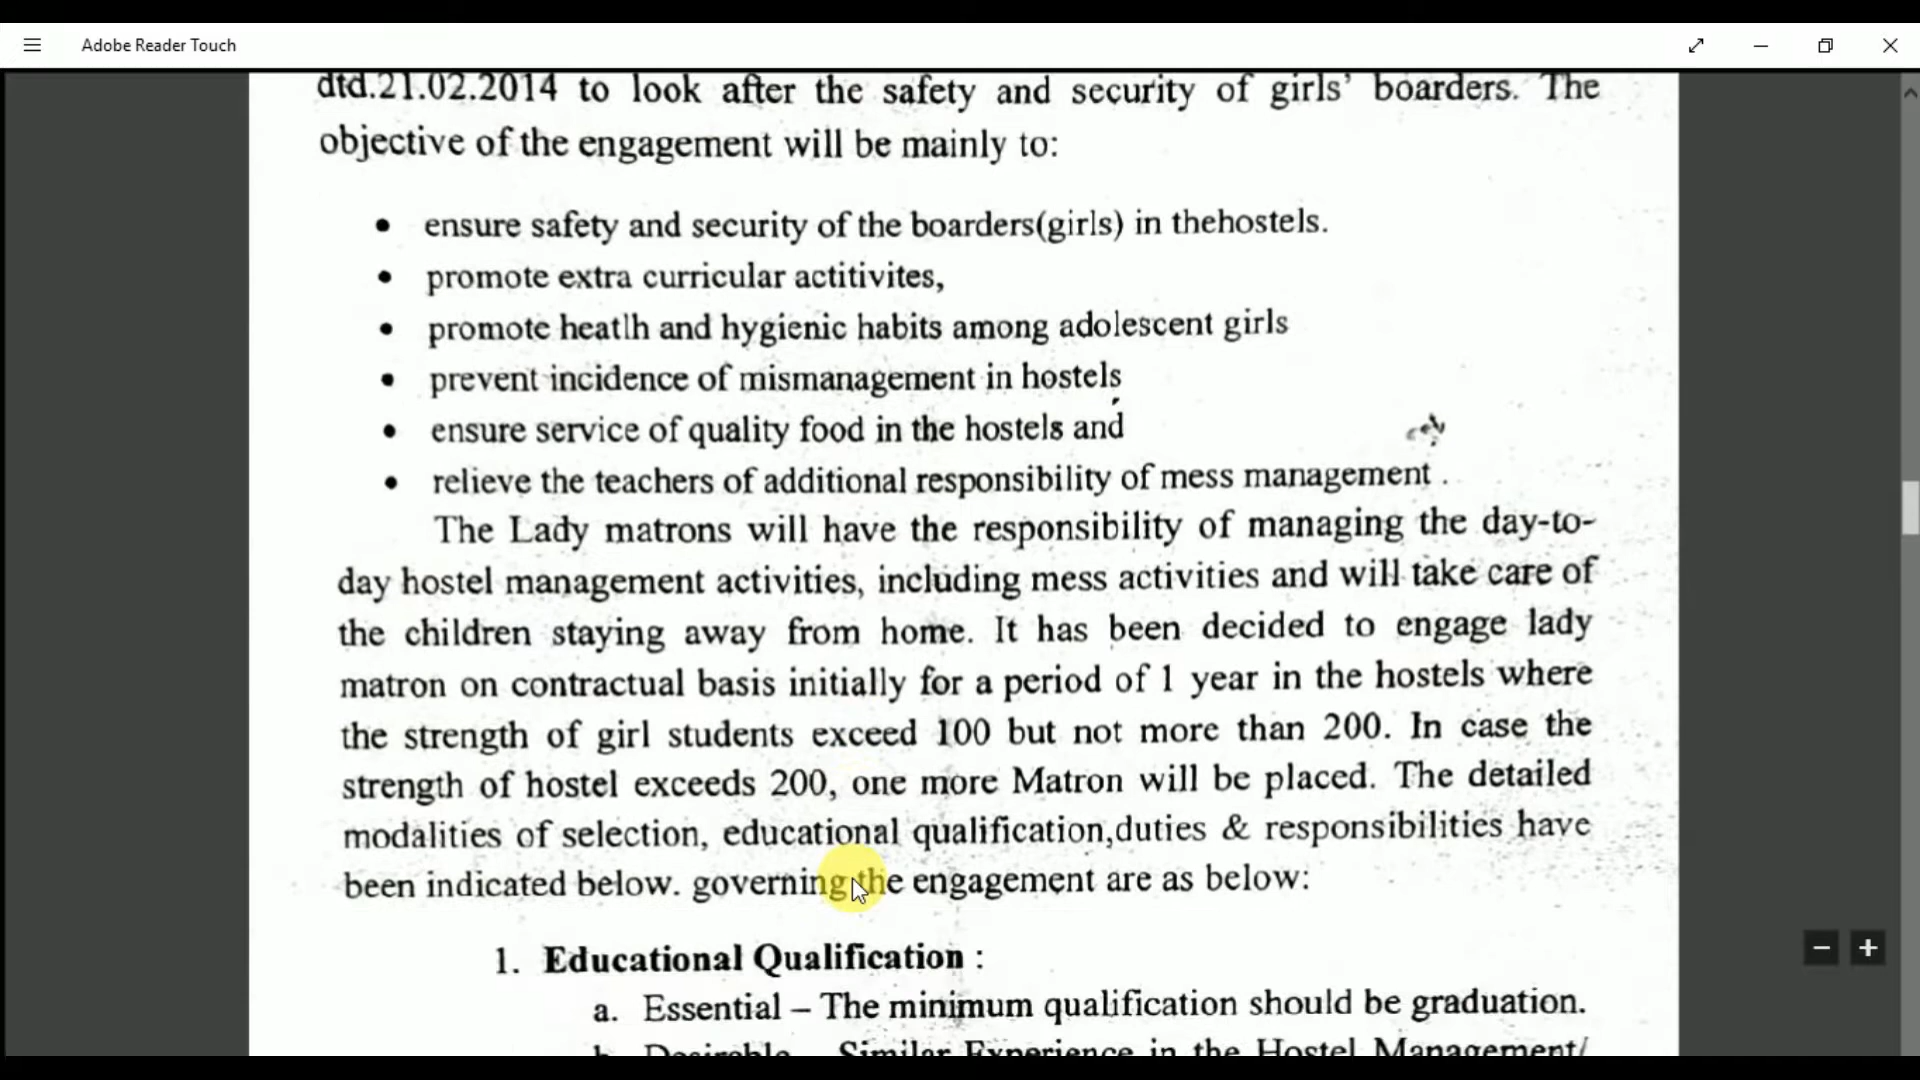 Adobe Reader Touch
dtd.21.02.2014 to look after the safety and security of girls' boarders. The
objective of the engagement will be mainly to:
• ensure safety and security of the boarders(girls) in thehostels.
• promote extra curricular actitivites,
• promote heatlh and hygienic habits among adolescent girls
• prevent incidence of mismanagement in hostels
• ensure service of quality food in the hostels and
• relieve the teachers of additional responsibility of mess management .
The Lady matrons will have the responsibility of managing the day-to-
day hostel management activities, including mess activities and will take care of
the children staying away from home. It has been decided to engage lady
matron on contractual basis initially for a period of 1 year in the hostels where
the strength of girl students exceed 100 but not more than 200. In case the
strength of hostel exceeds 200, one more Matron will be placed. The detailed
modalities of selection, educational qualification,duties & responsibilities have
been indicated below. governing the engagement are as below:
1. Educational Qualification :
a. Essential – The minimum qualification should be graduation.
b. Desirable – Similar Experience in the Hostel Management/